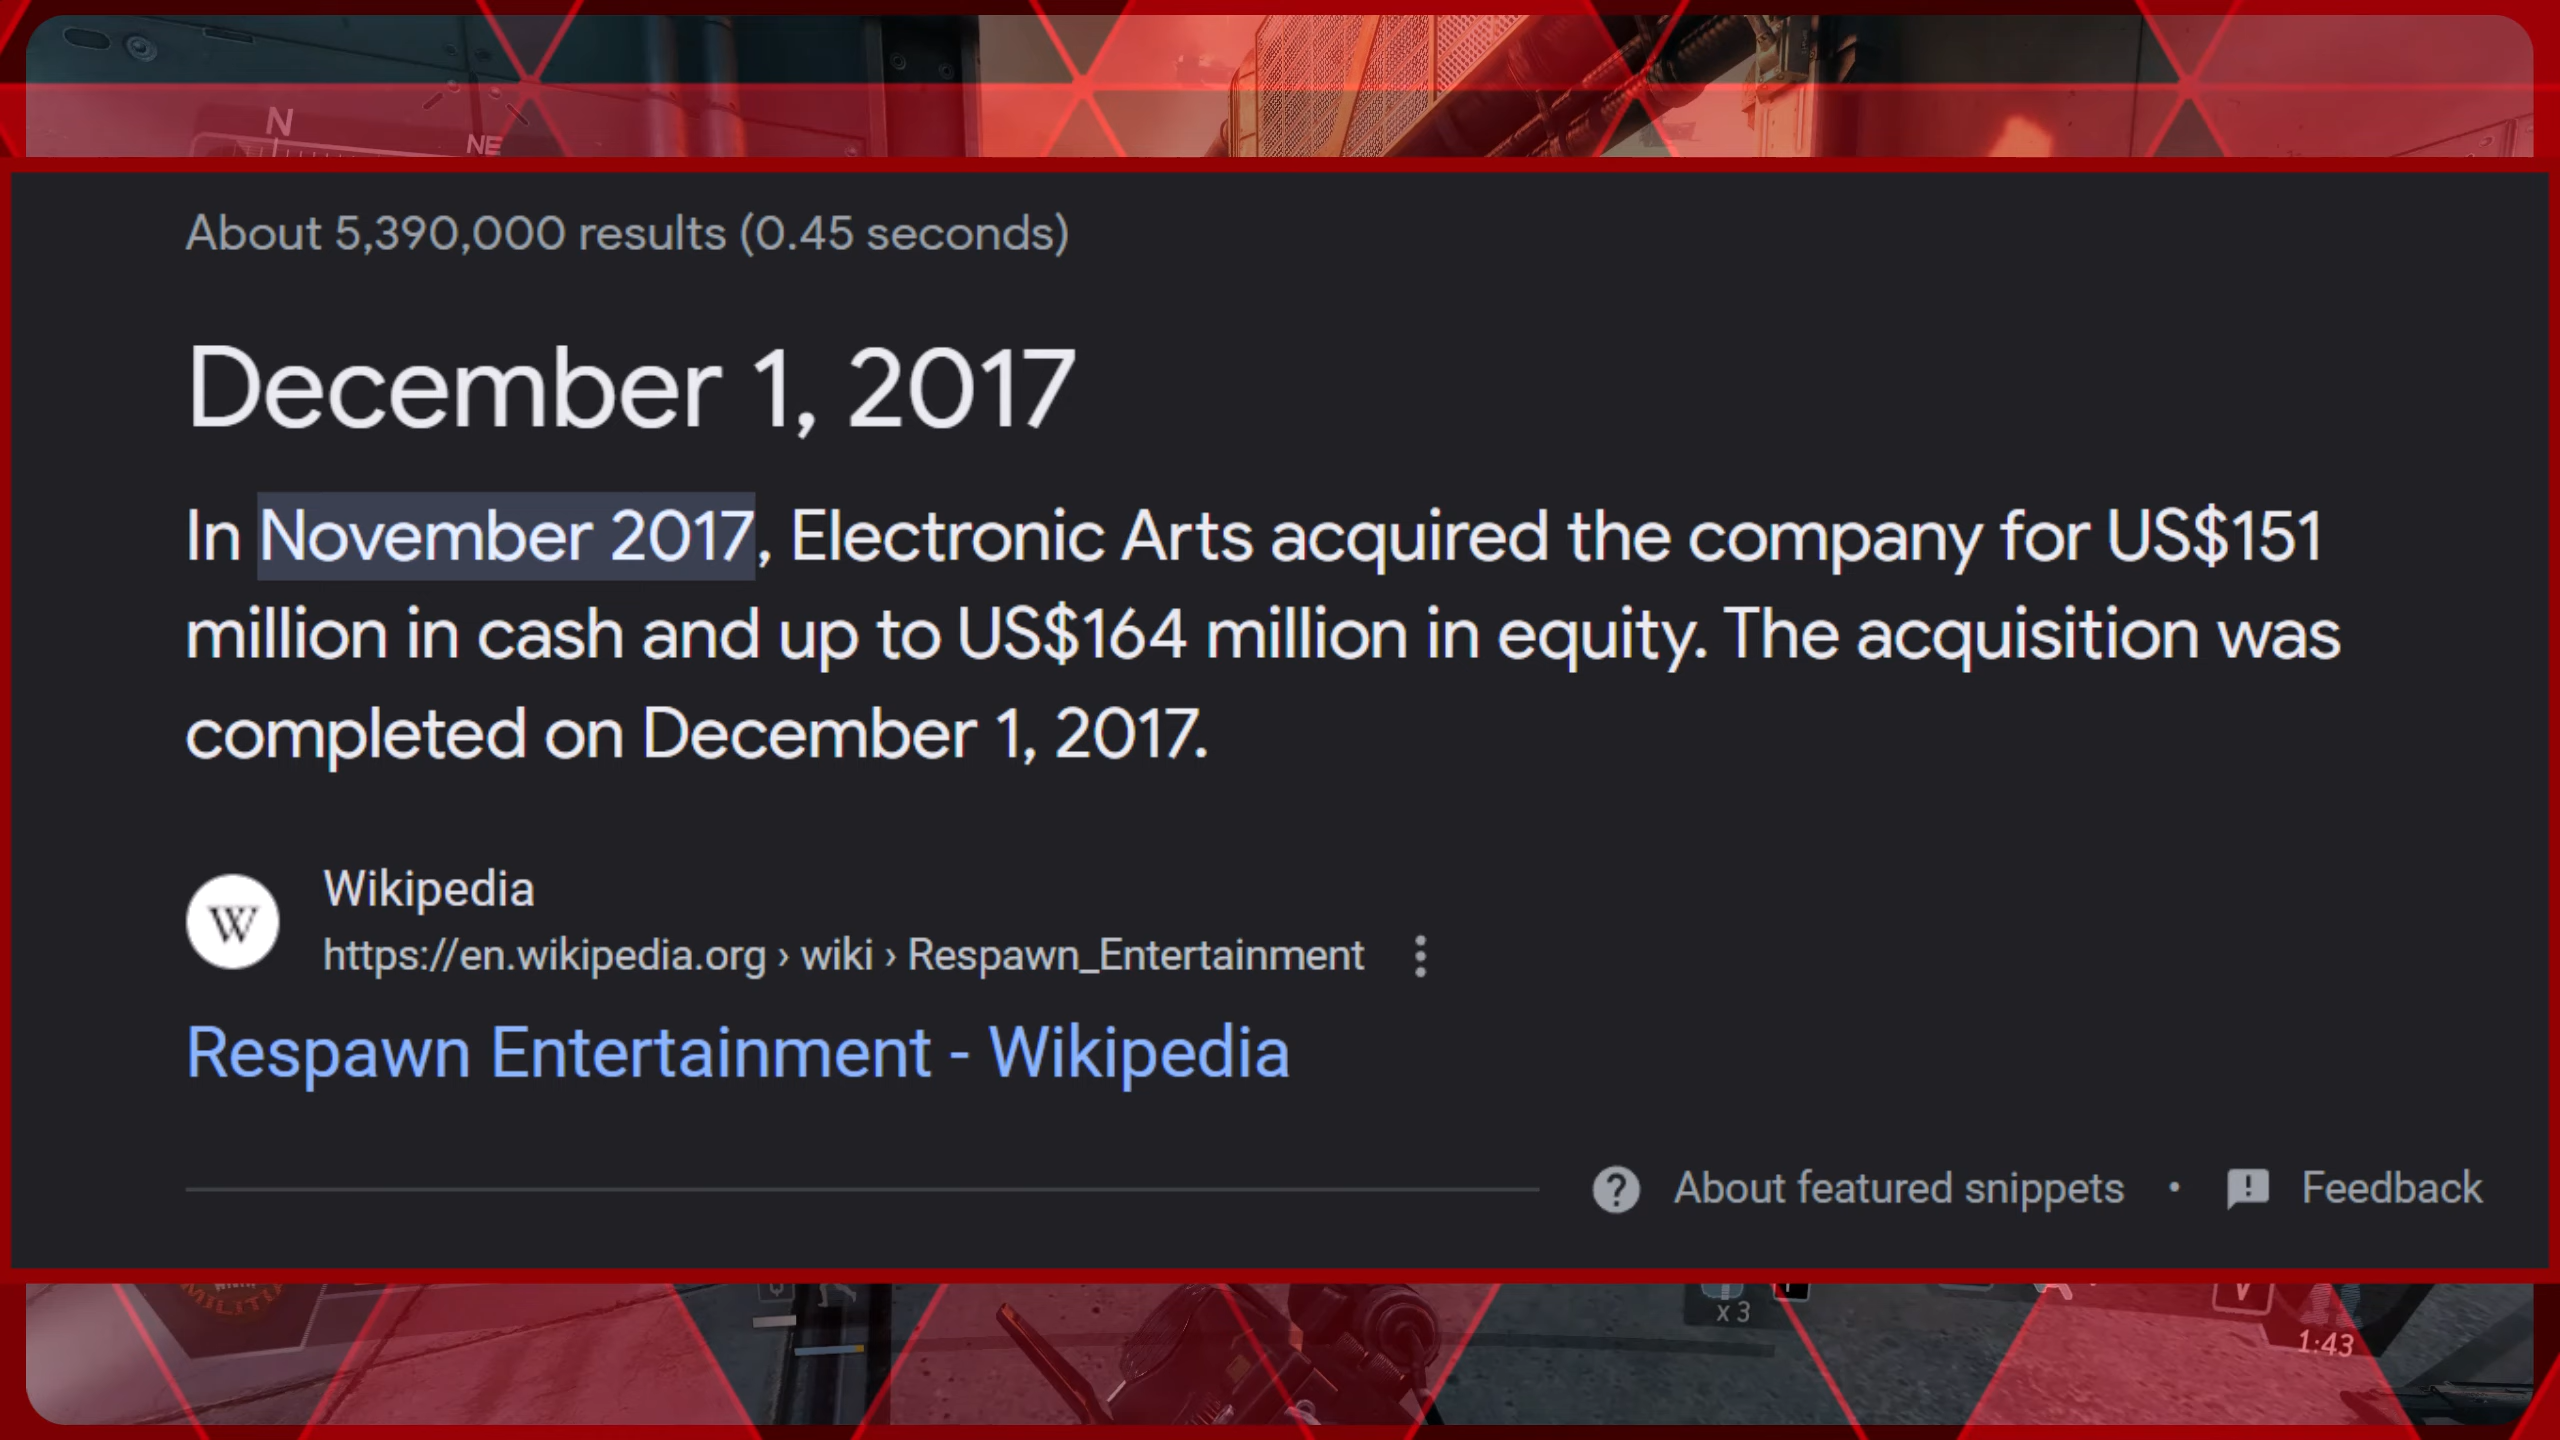 N
NE
About 5,390,000 results (0.45 seconds)
December 1, 2017
In November 2017, Electronic Arts acquired the company for US$151
million in cash and up to US$164 million in equity. The acquisition was
completed on December 1, 2017.
W
Wikipedia
https://en.wikipedia.org › wiki › Respawn_Entertainment
Respawn Entertainment - Wikipedia
? About featured snippets • Feedback
Q
V
x 3
1:43